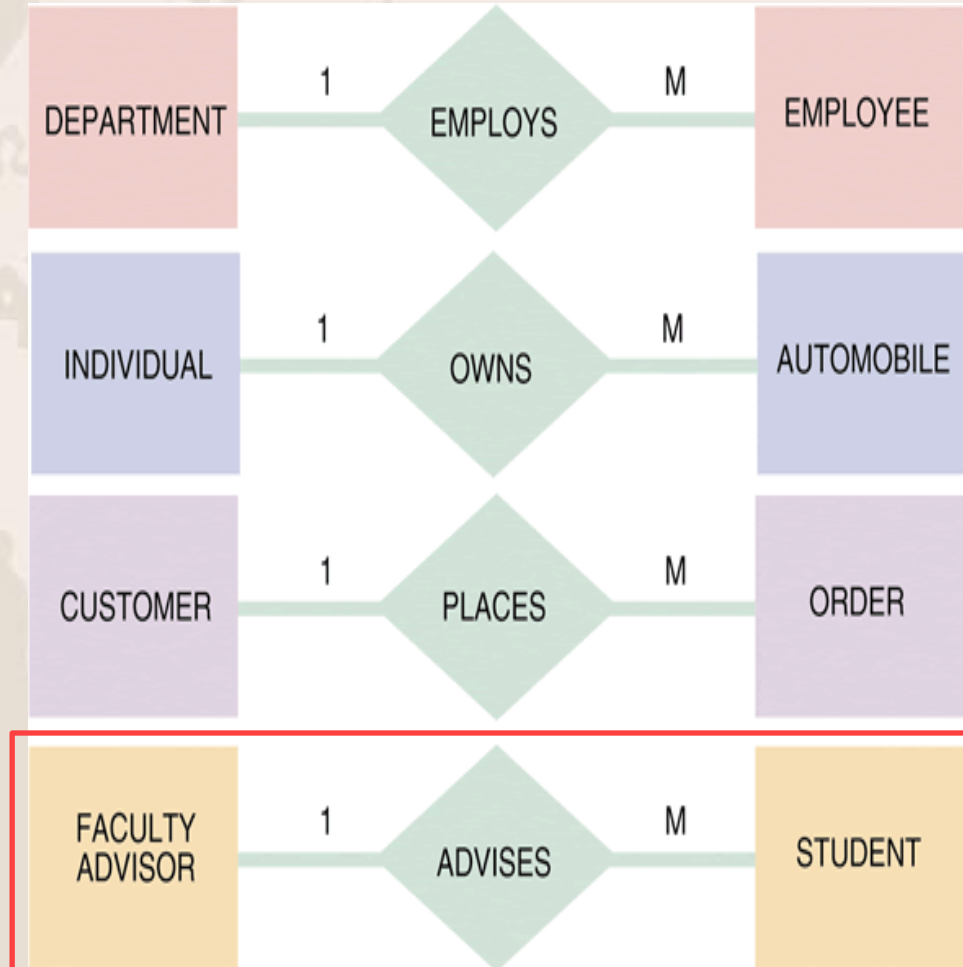 1 M
DEPARTMENT EMPLOYS EMPLOYEE
1 M
INDIVIDUAL OWNS AUTOMOBILE
1 M
CUSTOMER PLACES ORDER
1 M
FACULTY
ADVISOR ADVISES STUDENT